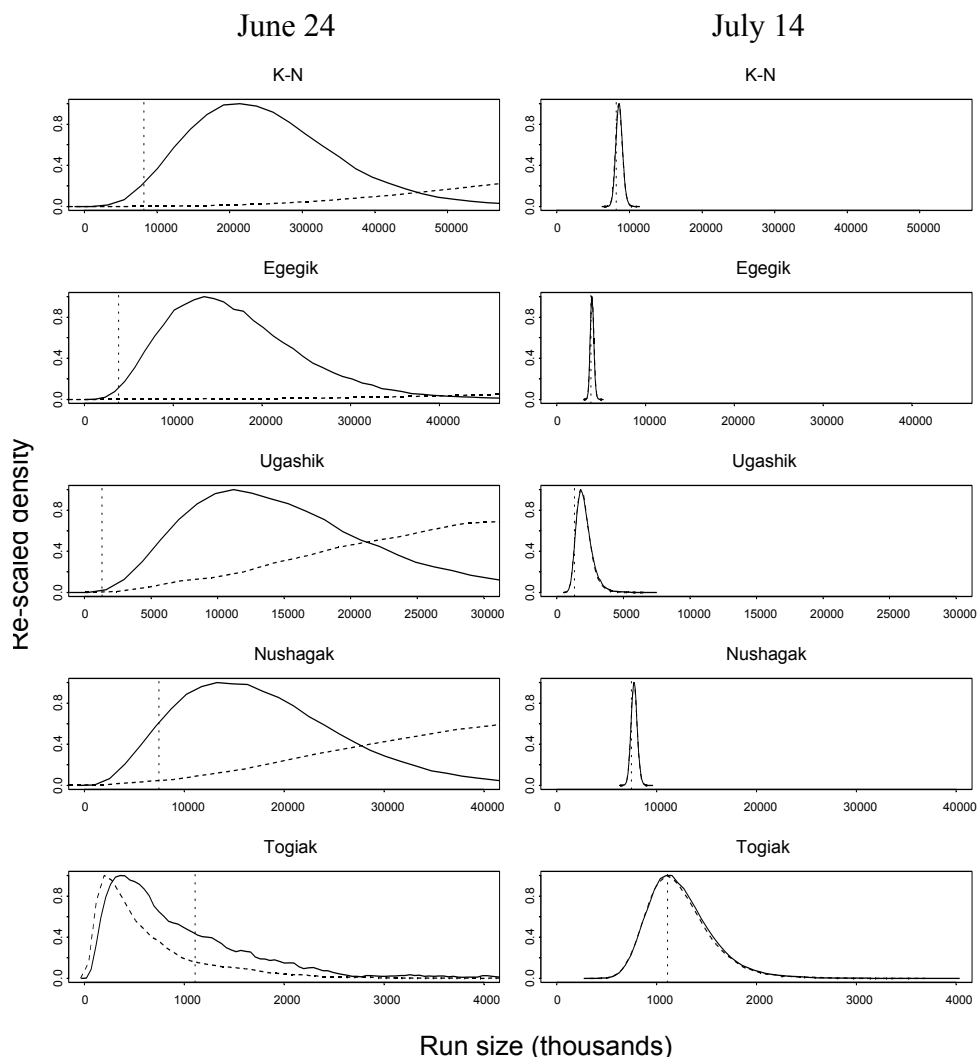 June 24 July 14
K-N K-N
0.0 0.4 0.8 0.0 0.4 0.8
0 10000 20000 30000 40000 50000 0 10000 20000 30000 40000 50000
Egegik Egegik
0.0 0.4 0.8 0.0 0.4 0.8
0 10000 20000 30000 40000 0 10000 20000 30000 40000
Ugashik Ugashik
0.0 0.4 0.8 0.0 0.4 0.8
0 5000 10000 15000 20000 25000 30000 0 5000 10000 15000 20000 25000 30000
Nushagak Nushagak
0.0 0.4 0.8 0.0 0.4 0.8
0 10000 20000 30000 40000 0 10000 20000 30000 40000
Togiak Togiak
0.0 0.4 0.8 0.0 0.4 0.8
0 1000 2000 3000 4000 0 1000 2000 3000 4000
Re-scaled density
Run size (thousands)